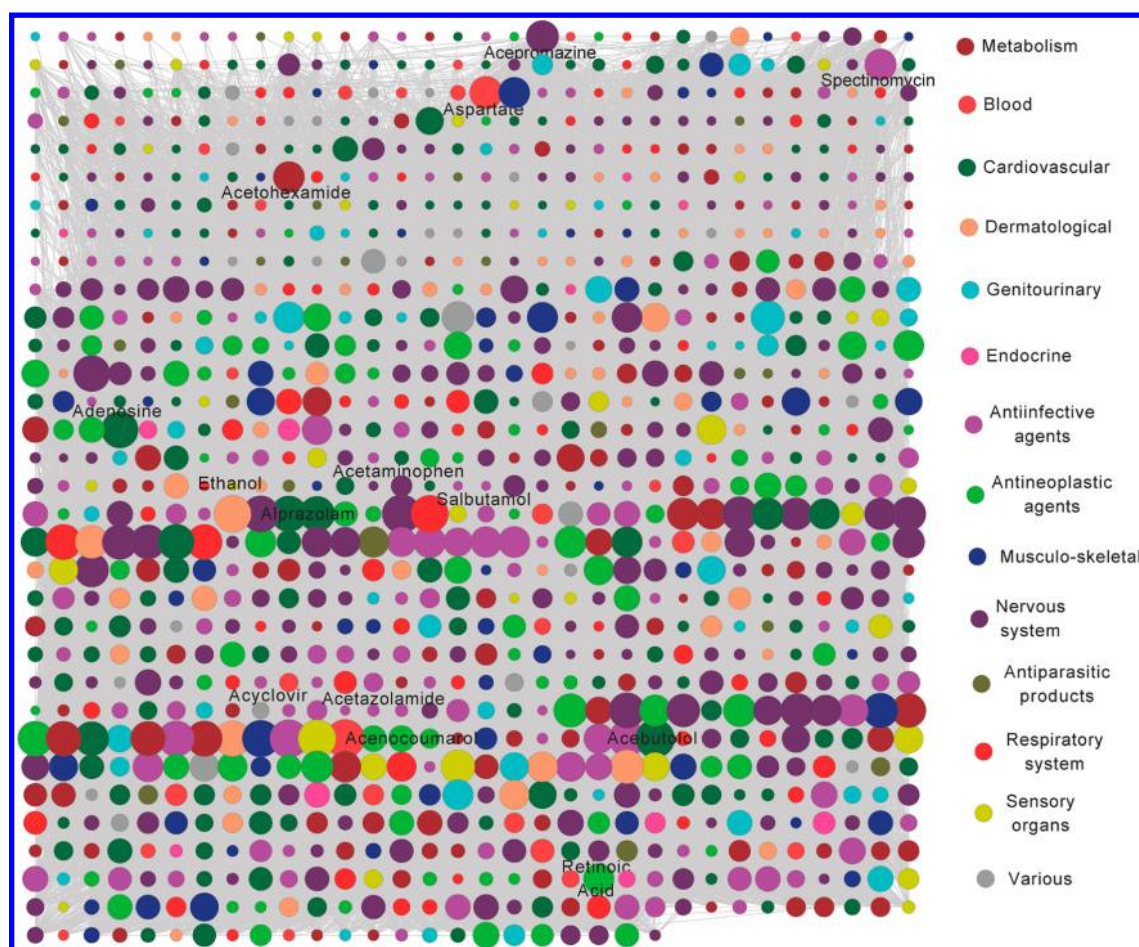 Acepromazine
Spectinomycin
Aspartate
Acetohexamide
Adenosine
Ethanol
Acetaminophen
Salbutamol
Alprazolam
Acyclovir
Acetazolamide
Acenocoumarol
Acebutolol
Retinoic
Acid
Metabolism
Blood
Cardiovascular
Dermatological
Genitourinary
Endocrine
Antiinfective
agents
Antineoplastic
agents
Musculo-skeletal
Nervous
system
Antiparasitic
products
Respiratory
system
Sensory
organs
Various